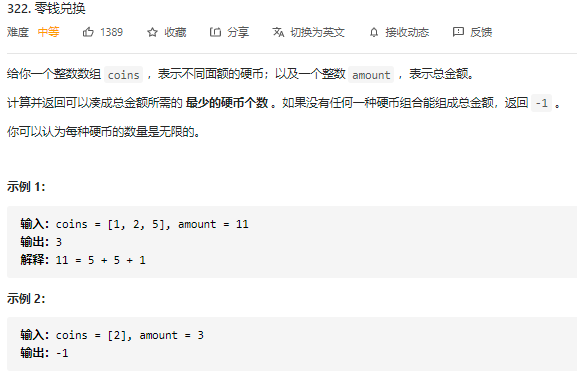 322. 零钱兑换
难度 中等 1389 收藏 分享 切换为英文 接收动态 反馈
给你一个整数数组 coins ，表示不同面额的硬币；以及一个整数 amount ，表示总金额。
计算并返回可以凑成总金额所需的 最少的硬币个数 。如果没有任何一种硬币组合能组成总金额，返回 -1 。
你可以认为每种硬币的数量是无限的。
示例 1：
输入：coins = [1, 2, 5], amount = 11
输出：3
解释：11 = 5 + 5 + 1
示例 2：
输入：coins = [2], amount = 3
输出：-1